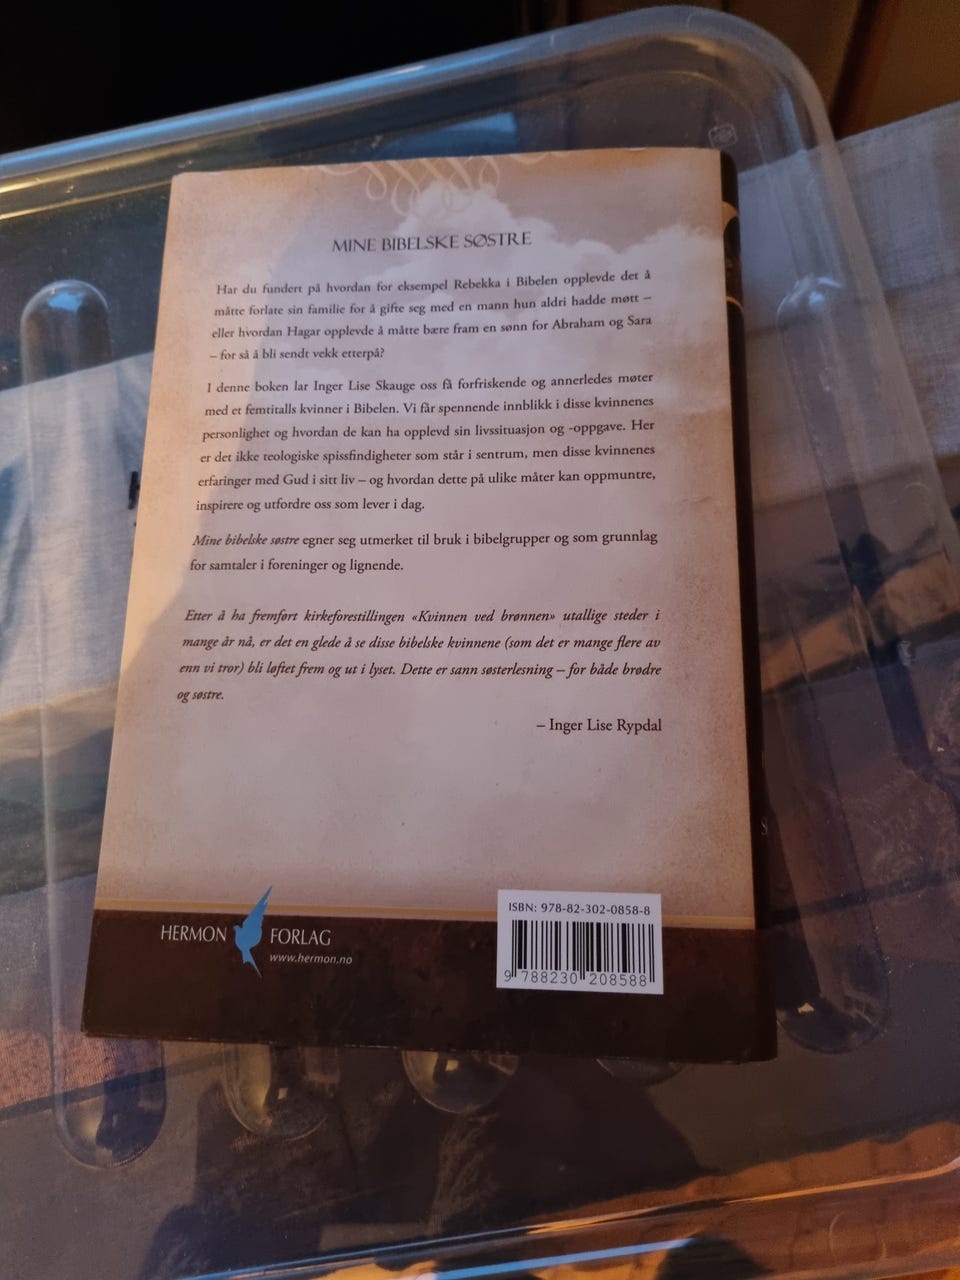 MINE BIBELSKE SØSTRE
Har du fundert på hvordan for eksempel Rebekka i Bibelen opplevde det å
måtte forlate sin familie for å gifte seg med en mann hun aldri hadde møtt –
eller hvordan Hagar opplevde å måtte bære fram en sønn for Abraham og Sara
– for så å bli sendt vekk etterpå?
I denne boken lar Inger Lise Skauge oss få forfriskende og annerledes møter
med et femtitalls kvinner i Bibelen. Vi får spennende innblikk i disse kvinnenes
personlighet og hvordan de kan ha opplevd sin livssituasjon og -oppgave. Her
er det ikke teologiske spissfindigheter som står i sentrum, men disse kvinnenes
erfaringer med Gud i sitt liv – og hvordan dette på ulike måter kan oppmuntre,
inspirere og utfordre oss som lever i dag.
Mine bibelske søstre egner seg utmerket til bruk i bibelgrupper og som grunnlag
for samtaler i foreninger og lignende.
Etter å ha fremført kirkeforestillingen «Kvinnen ved brønnen» utallige steder i
mange år nå, er det en glede å se disse bibelske kvinnene (som det er mange flere av
enn vi tror) bli løftet frem og ut i lyset. Dette er sann søsterlesning – for både brødre
og søstre.
– Inger Lise Rypdal
HERMON FORLAG
www.hermon.no
ISBN: 978-82-302-0858-8
9 788230 208588